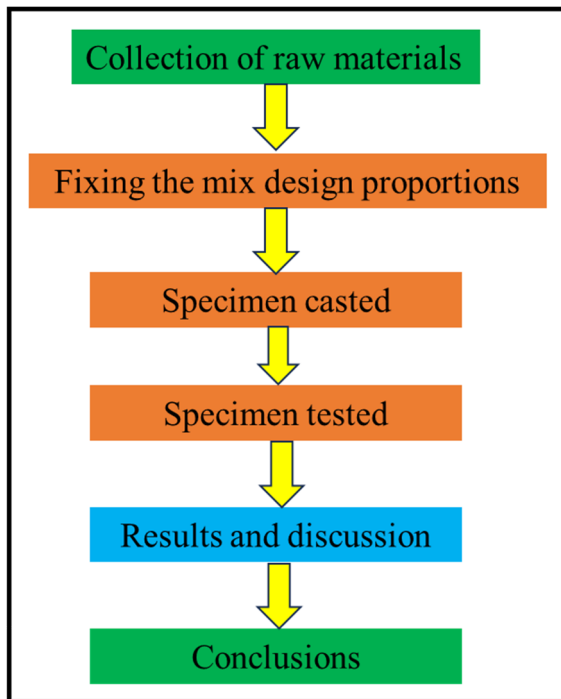 Collection of raw materials
Fixing the mix design proportions
Specimen casted
Specimen tested
Results and discussion
Conclusions